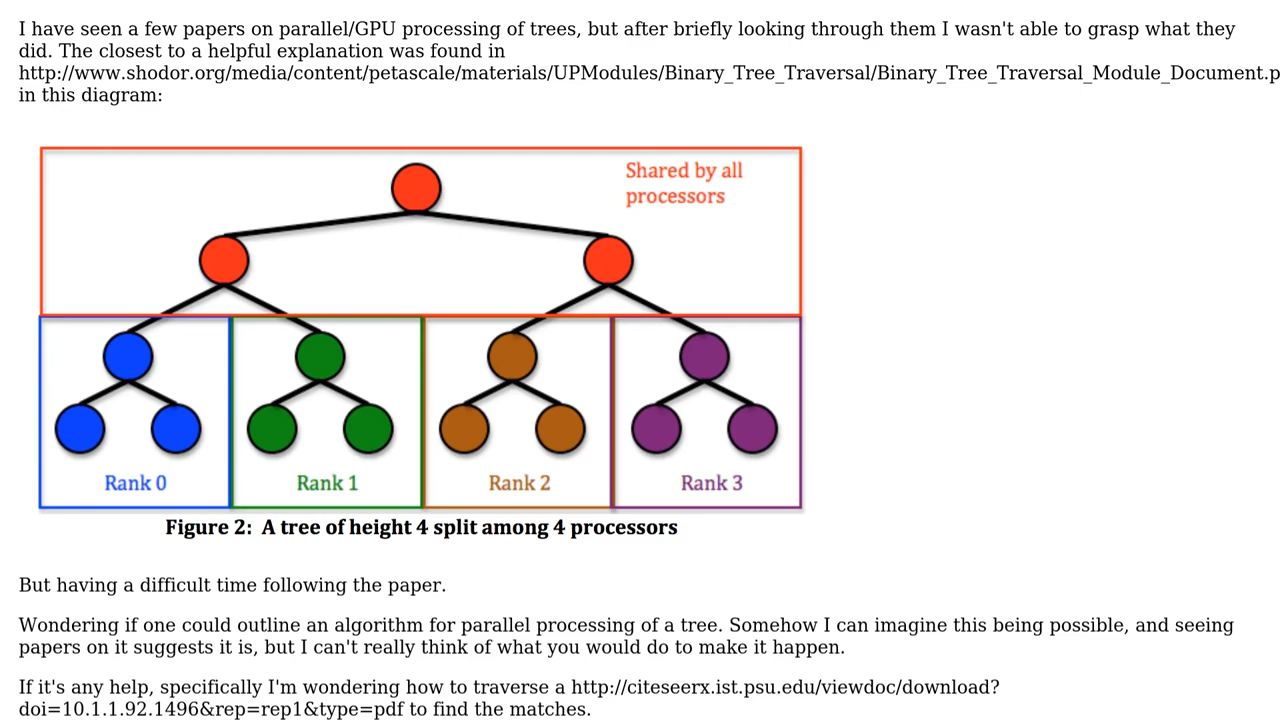 I have seen a few papers on parallel/GPU processing of trees, but after briefly looking through them I wasn't able to grasp what they
did. The closest to a helpful explanation was found in
http://www.shodor.org/media/content/petascale/materials/UPModules/Binary_Tree_Traversal/Binary_Tree_Traversal_Module_Document.p
in this diagram:
Shared by all
processors
Rank 0
Rank 1
Rank 2
Rank 3
Figure 2: A tree of height 4 split among 4 processors
But having a difficult time following the paper.
Wondering if one could outline an algorithm for parallel processing of a tree. Somehow I can imagine this being possible, and seeing
papers on it suggests it is, but I can't really think of what you would do to make it happen.
If it's any help, specifically I'm wondering how to traverse a http://citeseerx.ist.psu.edu/viewdoc/download?
doi=10.1.1.92.1496&rep=rep1&type=pdf to find the matches.